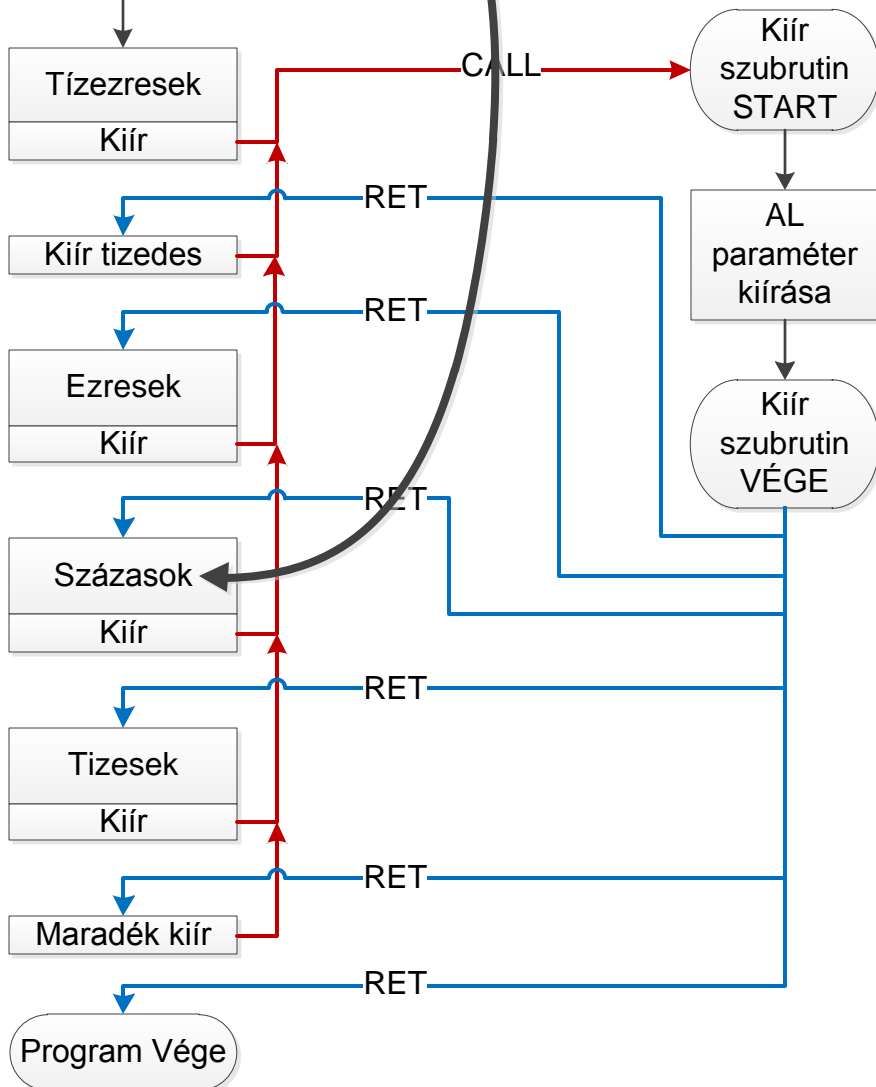 Tízezresek
Kiír
CALL
Kiír
szubrutin
START
RET
Kiír tizedes
AL
paraméter
kiírása
RET
Ezresek
Kiír
Kiír
szubrutin
VÉGE
RET
Százasok
Kiír
RET
Tizesek
Kiír
RET
Maradék kiír
RET
Program Vége